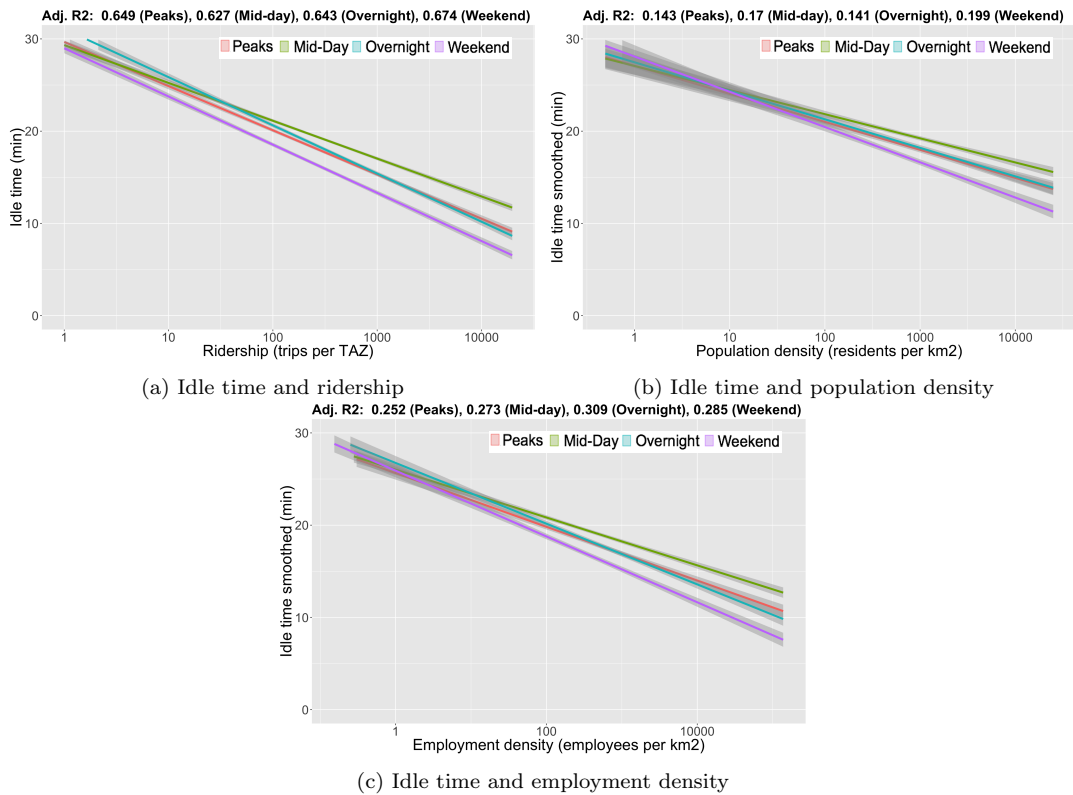 Adj. R2: 0.649 (Peaks), 0.627 (Mid-day), 0.643 (Overnight), 0.674 (Weekend)
Peaks Mid-Day Overnight Weekend
30
20
10
0
Idle time (min)
1 10 100 1000 10000
Ridership (trips per TAZ)
(a) Idle time and ridership
Adj. R2: 0.143 (Peaks), 0.17 (Mid-day), 0.141 (Overnight), 0.199 (Weekend)
Peaks Mid-Day Overnight Weekend
30
20
10
0
Idle time smoothed (min)
1 10 100 1000 10000
Population density (residents per km2)
(b) Idle time and population density
Adj. R2: 0.252 (Peaks), 0.273 (Mid-day), 0.309 (Overnight), 0.285 (Weekend)
Peaks Mid-Day Overnight Weekend
30
20
10
0
Idle time smoothed (min)
1 100 10000
Employment density (employees per km2)
(c) Idle time and employment density